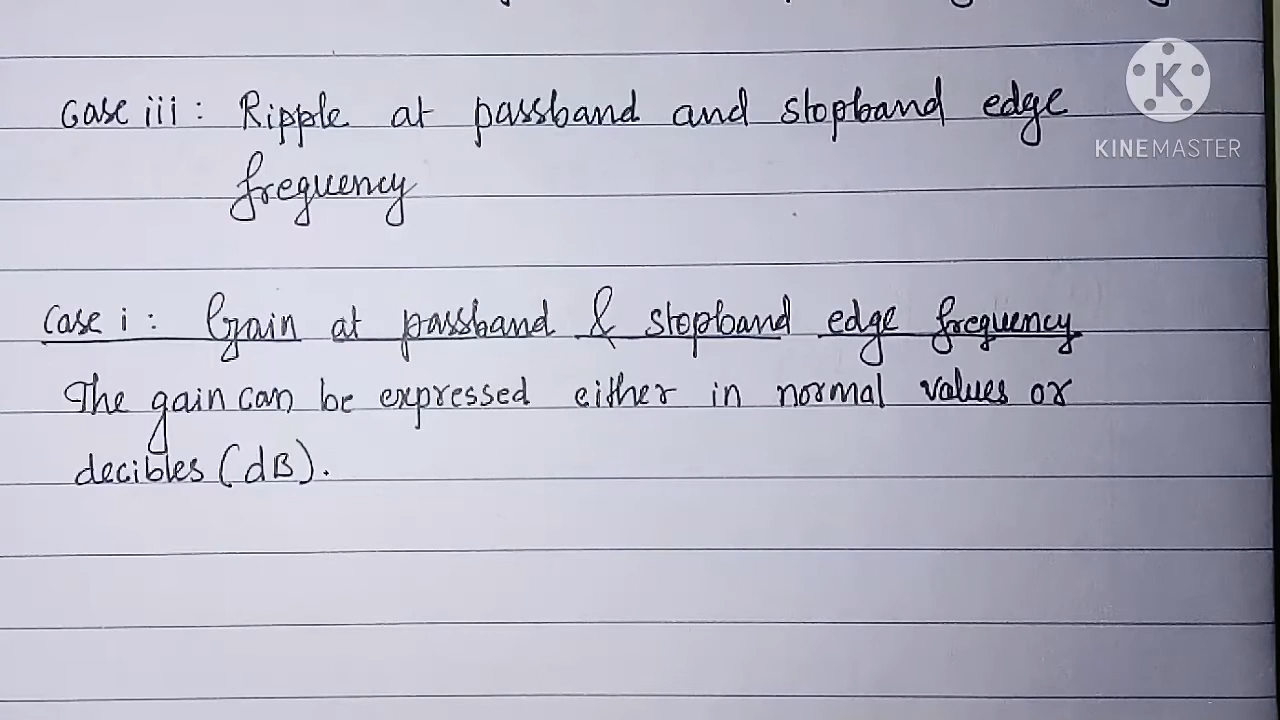 Case iii : Ripple at passband and stopband edge
frequency
KINEMASTER
Case i : Gain at passband & stopband edge frequency
The gain can be expressed either in normal values or
decibles (dB).